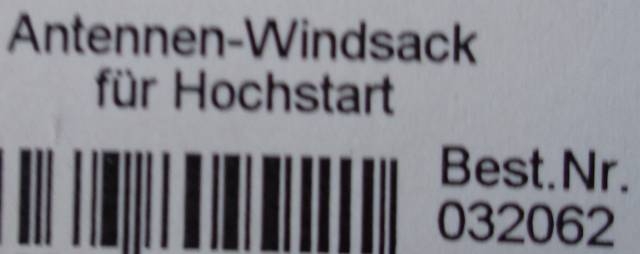 Antennen-Windsack
für Hochstart
Best.Nr.
032062